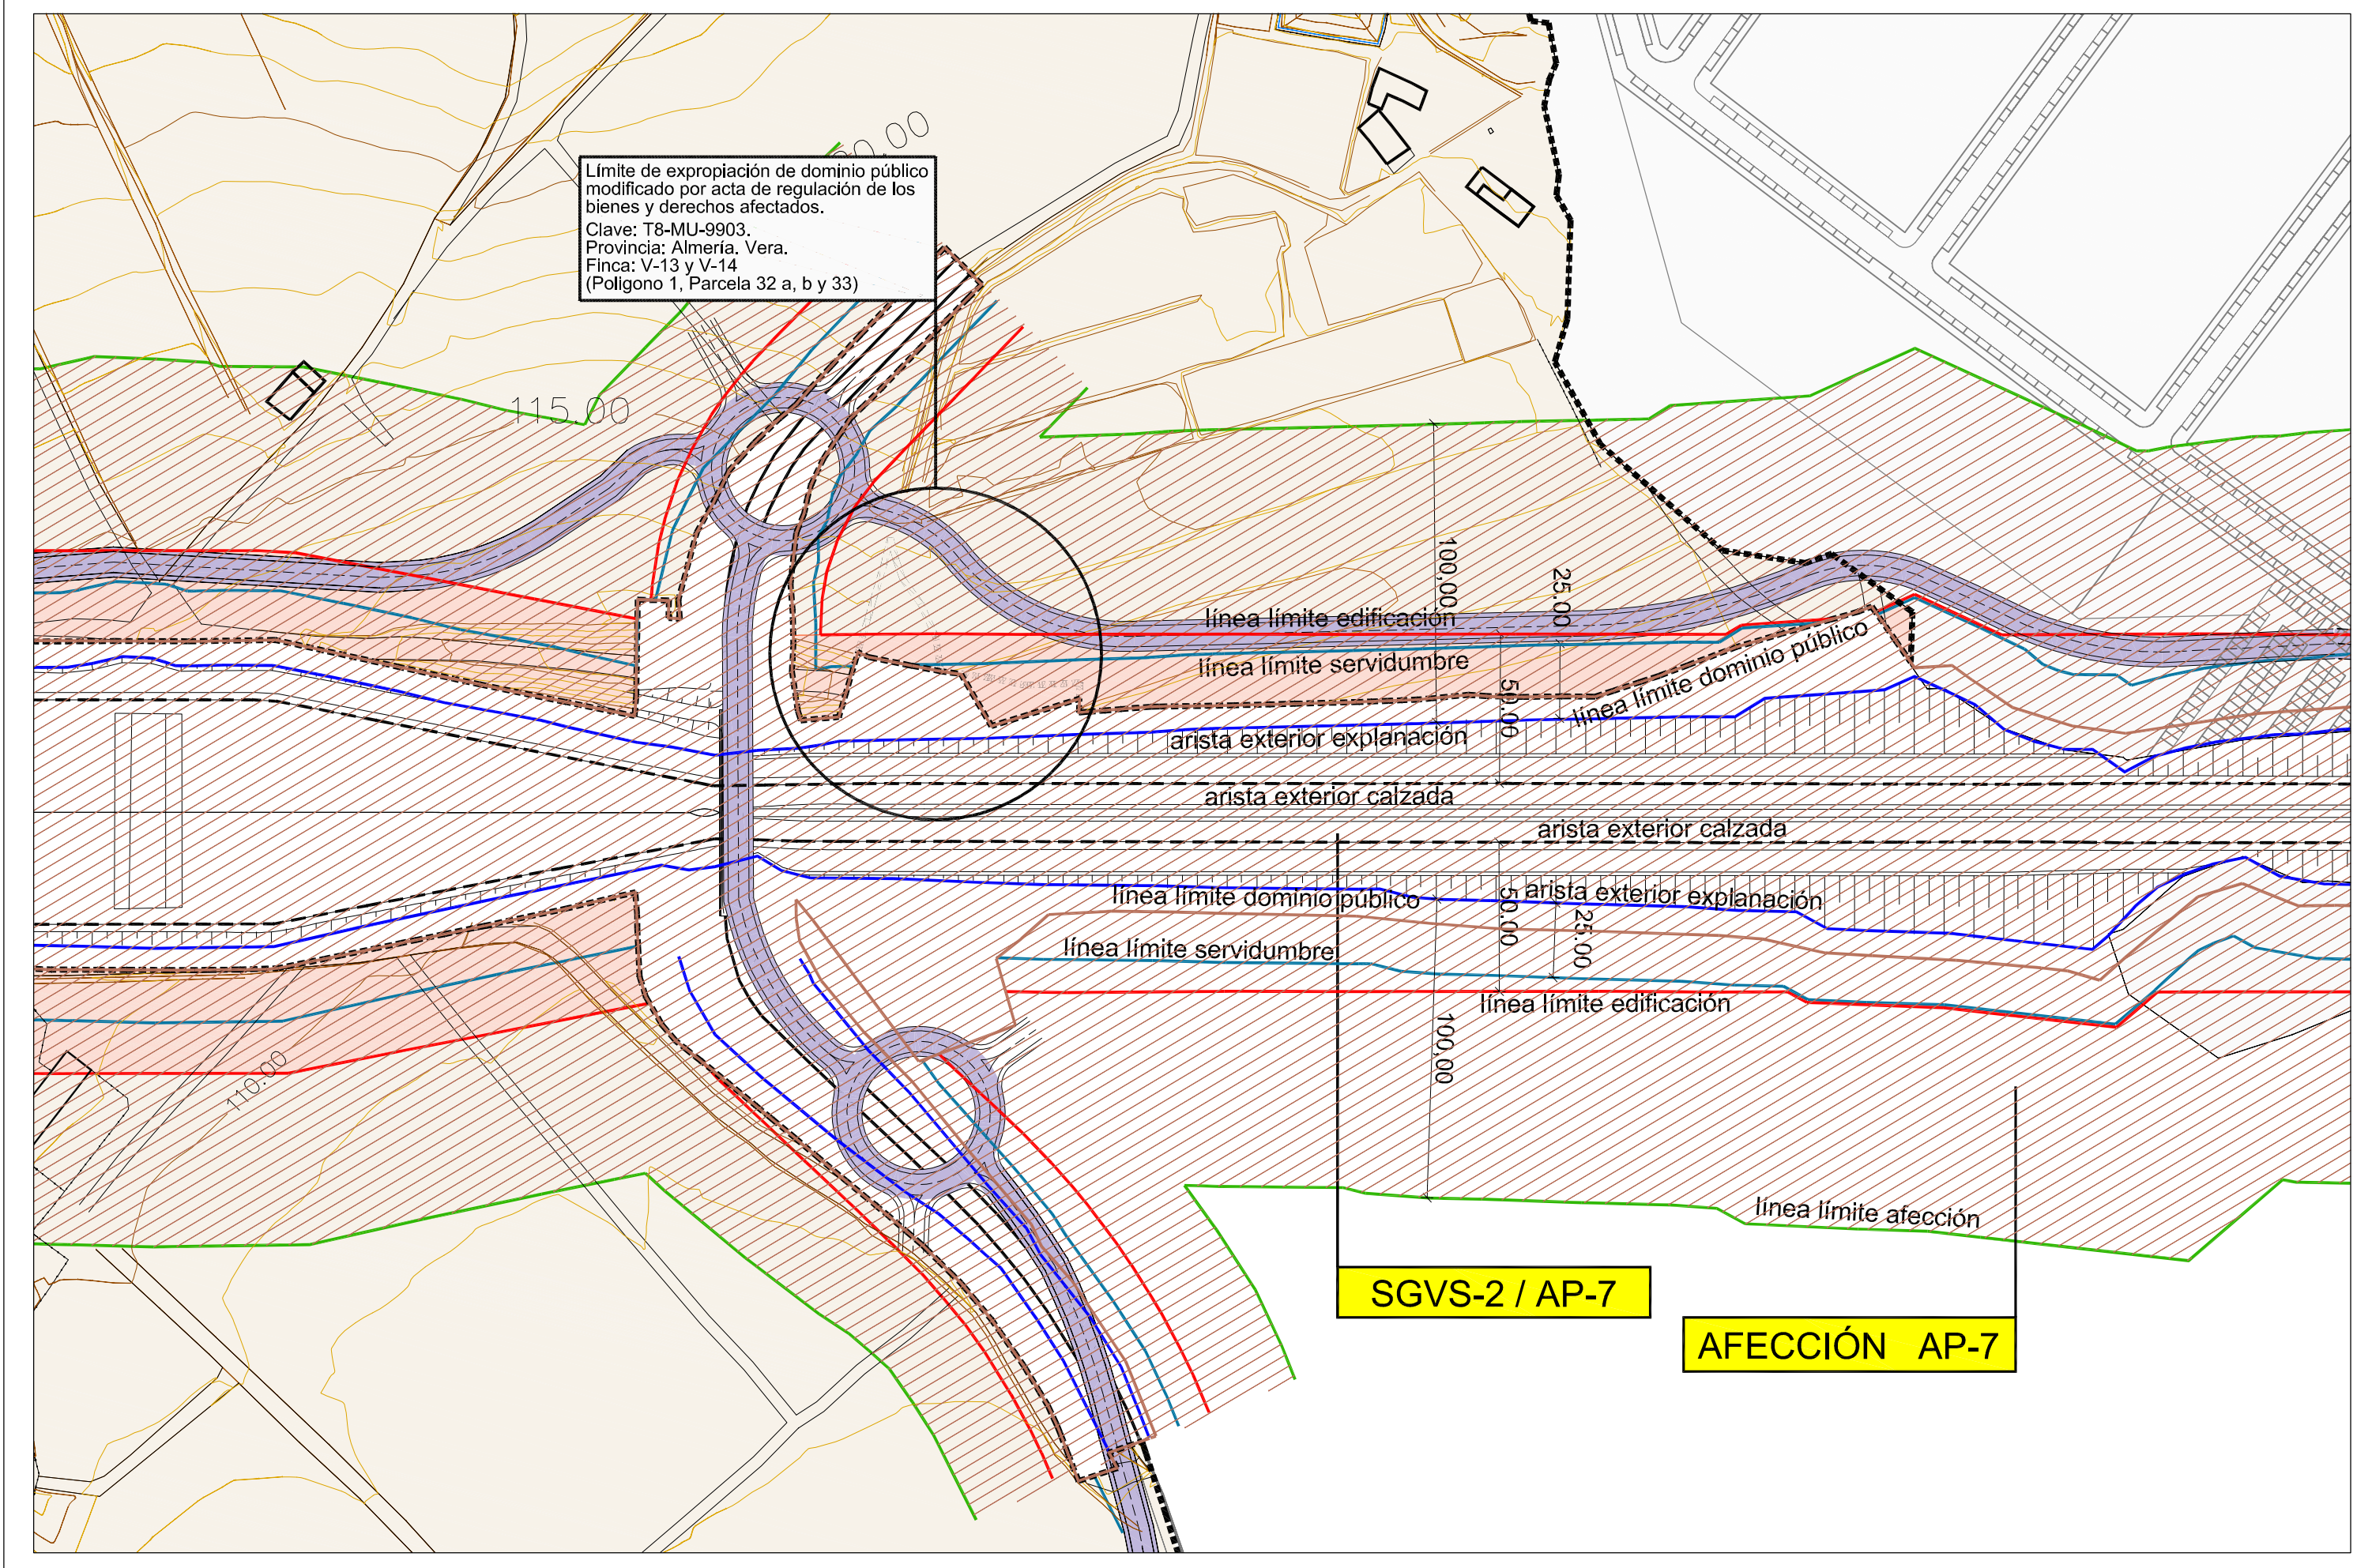 90.00
Límite de expropiación de dominio público
modificado por acta de regulación de los
bienes y derechos afectados.
Clave: T8-MU-9903.
Provincia: Almería. Vera.
Finca: V-13 y V-14
(Poligono 1, Parcela 32 a, b y 33)
115.00
100,00
25.00
línea límite edificación
línea límite servidumbre
línea límite dominio público
50.00
arista exterior explanación
arista exterior calzada
arista exterior calzada
línea límite dominio público
arista exterior explanación
50.00
25.00
línea límite servidumbre
línea límite edificación
100,00
110.00
línea límite afección
SGVS-2 / AP-7
AFECCIÓN AP-7